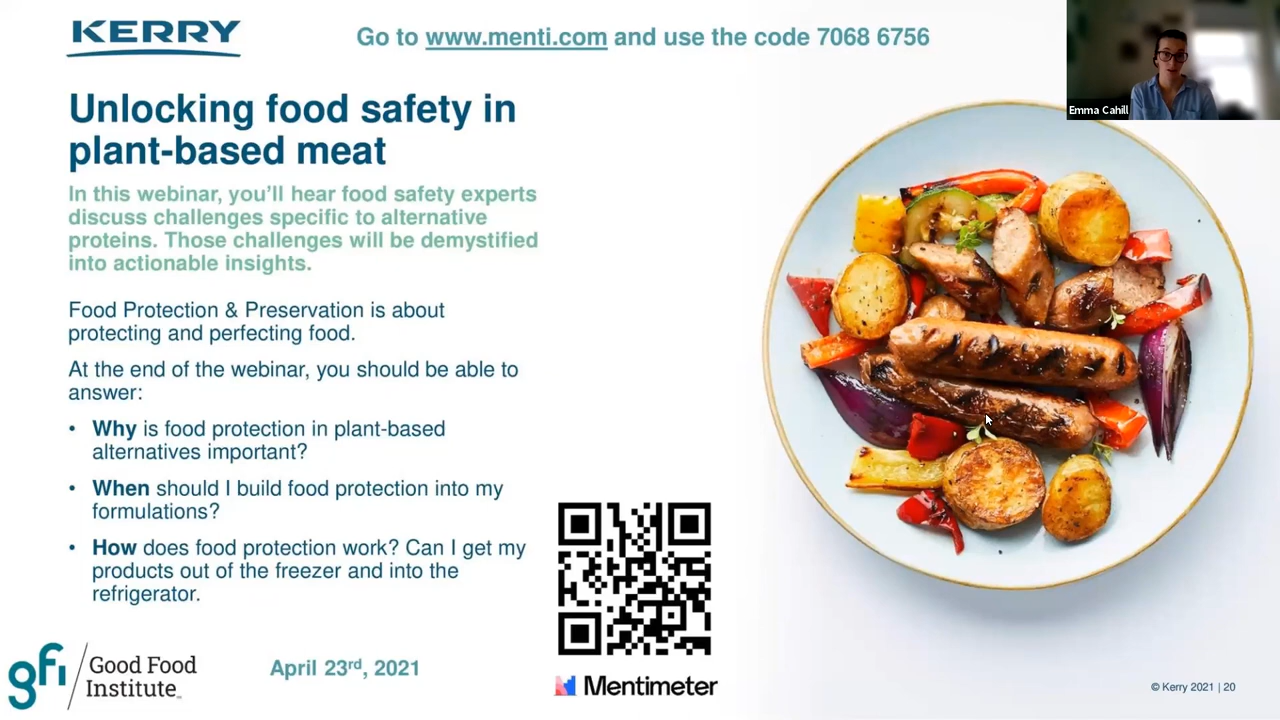 KERRY
Go to www.menti.com and use the code 7068 6756
Emma Cahill
Unlocking food safety in
plant-based meat
In this webinar, you’ll hear food safety experts
discuss challenges specific to alternative
proteins. Those challenges will be demystified
into actionable insights.
Food Protection & Preservation is about
protecting and perfecting food.
At the end of the webinar, you should be able to
answer:
• Why is food protection in plant-based
alternatives important?
• When should I build food protection into my
formulations?
• How does food protection work? Can I get my
products out of the freezer and into the
refrigerator.
gfi
Good Food
Institute
April 23rd, 2021
Mentimeter
© Kerry 2021 | 20